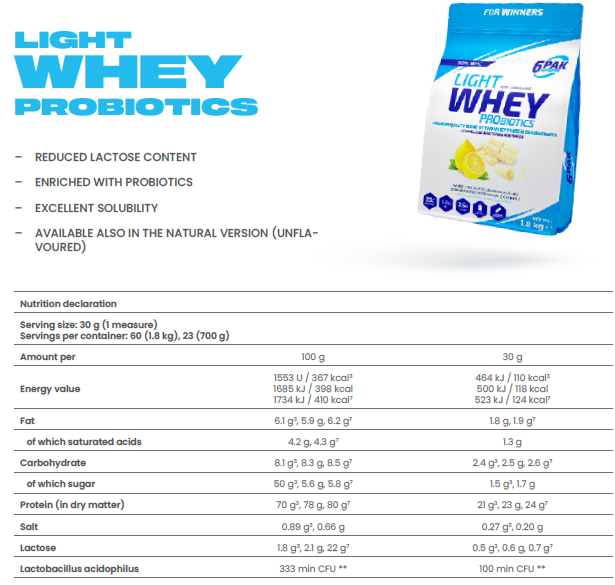 LIGHT
WHEY
PROBIOTICS
– REDUCED LACTOSE CONTENT
– ENRICHED WITH PROBIOTICS
– EXCELLENT SOLUBILITY
– AVAILABLE ALSO IN THE NATURAL VERSION (UNFLA-
VOURED)
FOR WINNERS
6PAK
LIGHT
WHEY
PROBIOTICS
1.8 kg
6PAK
Nutrition declaration
Serving size: 30 g (1 measure)
Servings per container: 60 (1.8 kg), 23 (700 g)
Amount per 100 g 30 g
Energy value
1553 U / 367 kcal³ 464 kJ / 110 kcal³
1685 kJ / 398 kcal 500 kJ / 118 kcal
1734 kJ / 410 kcal⁷ 523 kJ / 124 kcal⁷
Fat 6.1 g³, 5.9 g, 6.2 g⁷ 1.8 g, 1.9 g⁷
of which saturated acids 4.2 g, 4.3 g⁷ 1.3 g
Carbohydrate 8.1 g³, 8.3 g, 8.5 g⁷ 2.4 g³, 2.5 g, 2.6 g⁷
of which sugar 50 g³, 5.6 g, 5.8 g⁷ 1.5 g³, 1.7 g
Protein (in dry matter) 70 g³, 78 g, 80 g⁷ 21 g³, 23 g, 24 g⁷
Salt 0.89 g³, 0.66 g 0.27 g³, 0.20 g
Lactose 1.8 g³, 2.1 g, 22 g⁷ 0.5 g³, 0.6 g, 0.7 g⁷
Lactobacillus acidophilus 333 min CFU ** 100 min CFU **